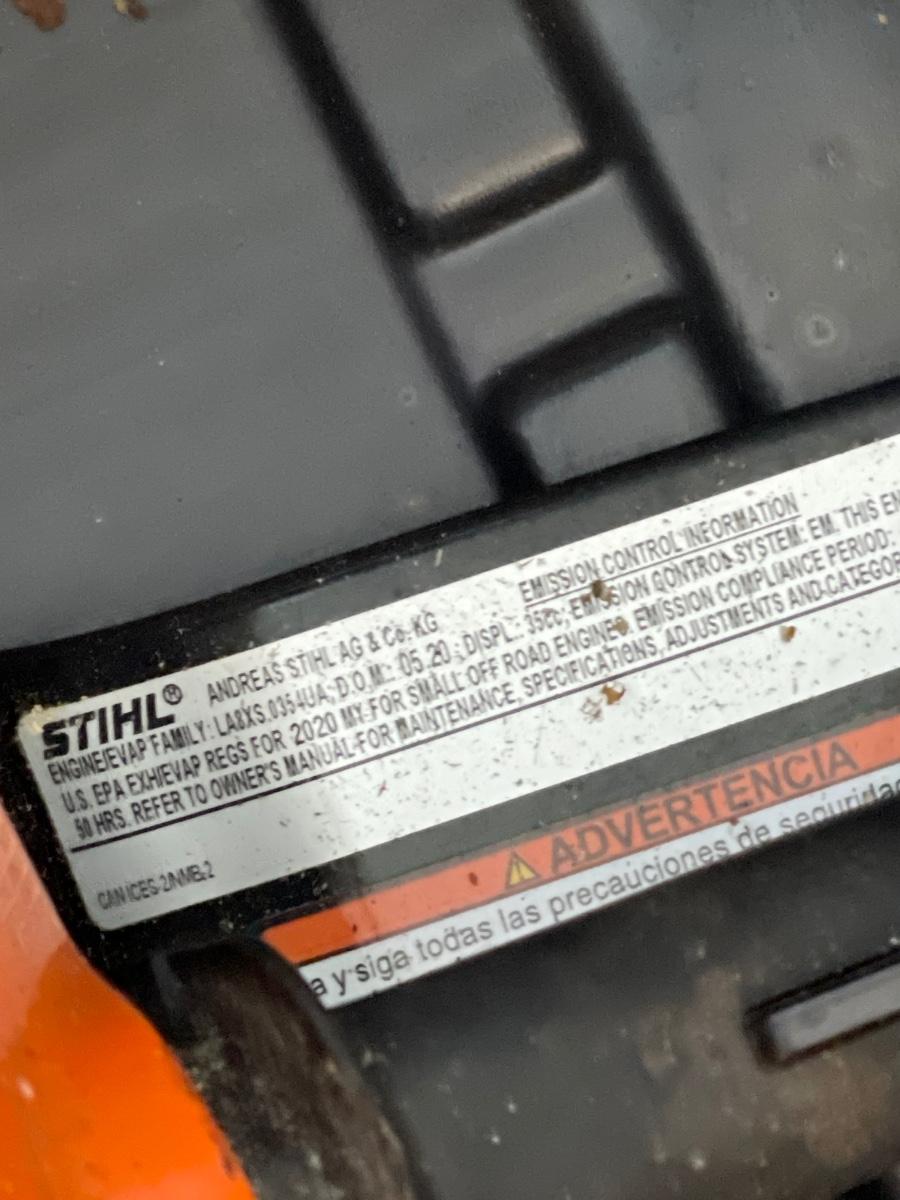 EMISSION CONTROL INFORMATION
STIHL® ANDREAS STIHL AG & Co. KG
ENGINE/EVAP FAMILY: LA8XS.0354UA; D.O.M.: 05.20; DISPL.: 35cc; EMISSION CONTROL SYSTEM: EM. THIS EN
U.S. EPA EXH/EVAP REGS FOR 2020 MY FOR SMALL OFF ROAD ENGINES. EMISSION COMPLIANCE PERIOD:
50 HRS. REFER TO OWNER'S MANUAL FOR MAINTENANCE, SPECIFICATIONS, ADJUSTMENTS AND CATEGOR
CAN ICES-2/NMB-2
ADVERTENCIA
a y siga todas las precauciones de seguridad